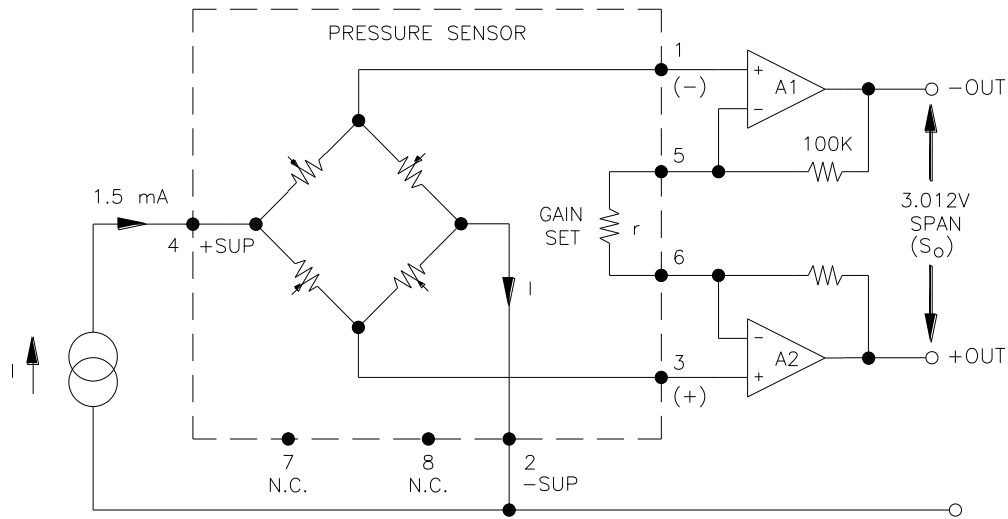 PRESSURE SENSOR
1
(-)
+
A1
-
-OUT
5
100K
1.5 mA
4
+SUP
GAIN
SET
r
3.012V
SPAN
(So)
6
I
I
-
A2
+
+OUT
3
(+)
7
N.C.
8
N.C.
2
-SUP